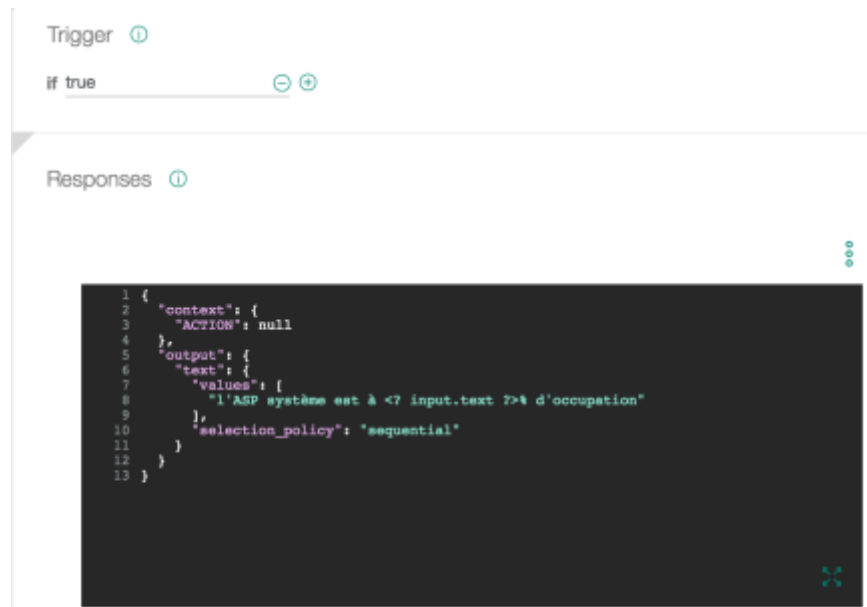 Trigger
if true
Responses
1 {
2 "context": {
3 "ACTION": null
4 },
5 "output": {
6 "text": {
7 "values": [
8 "l'ASP système est à <? input.text ?>% d'occupation"
9 ],
10 "selection_policy": "sequential"
11 }
12 }
13 }